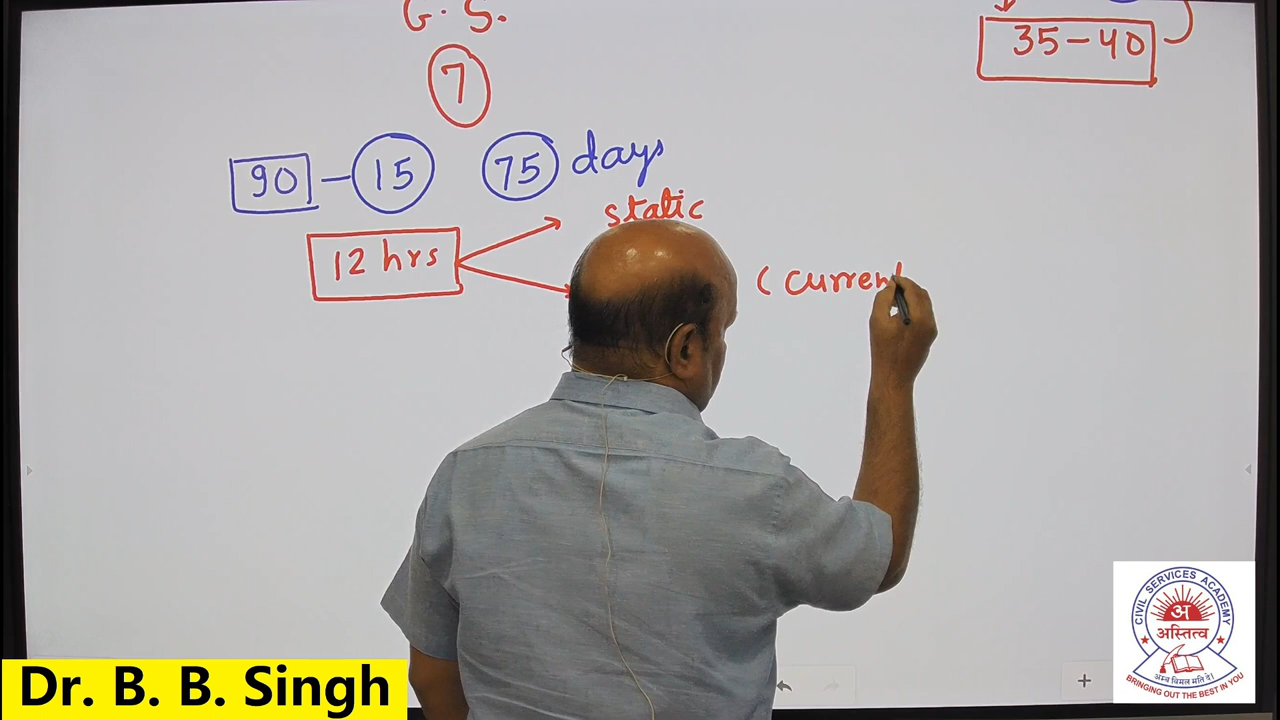 G. S.
35-40
7
90 - 15 75 days
static
12 hrs
( Curren
CIVIL SERVICES ACADEMY
अ
अस्तित्व
BRINGING OUT THE BEST IN YOU
Dr. B. B. Singh